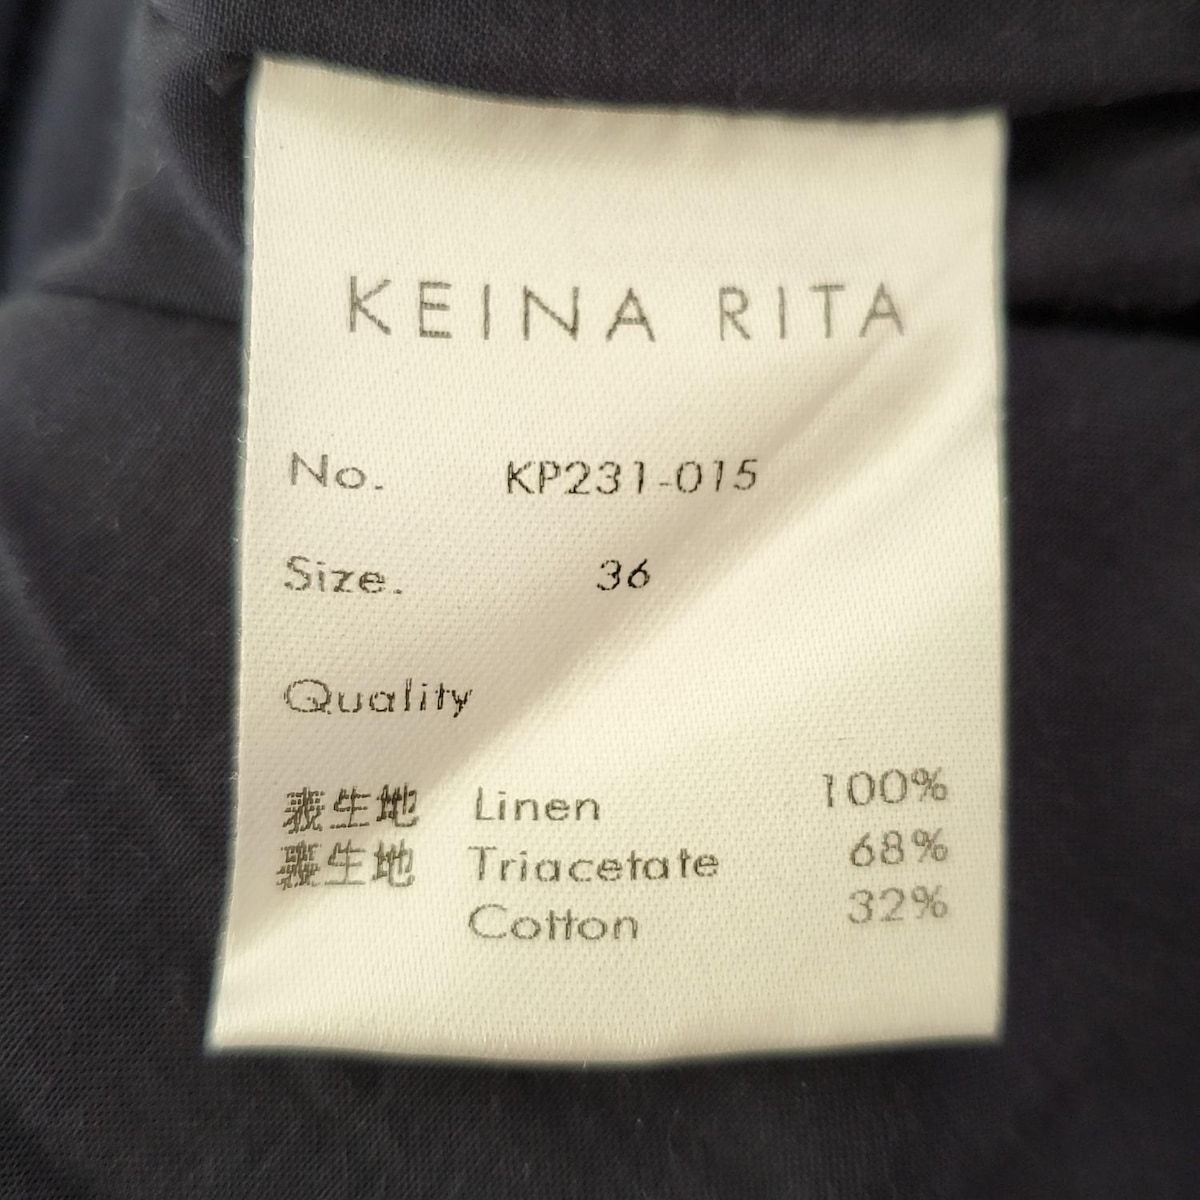 KEINA RITA
No. KP231-015
Size. 36
Quality
表生地 Linen 100%
裏生地 Triacetate 68%
Cotton 32%